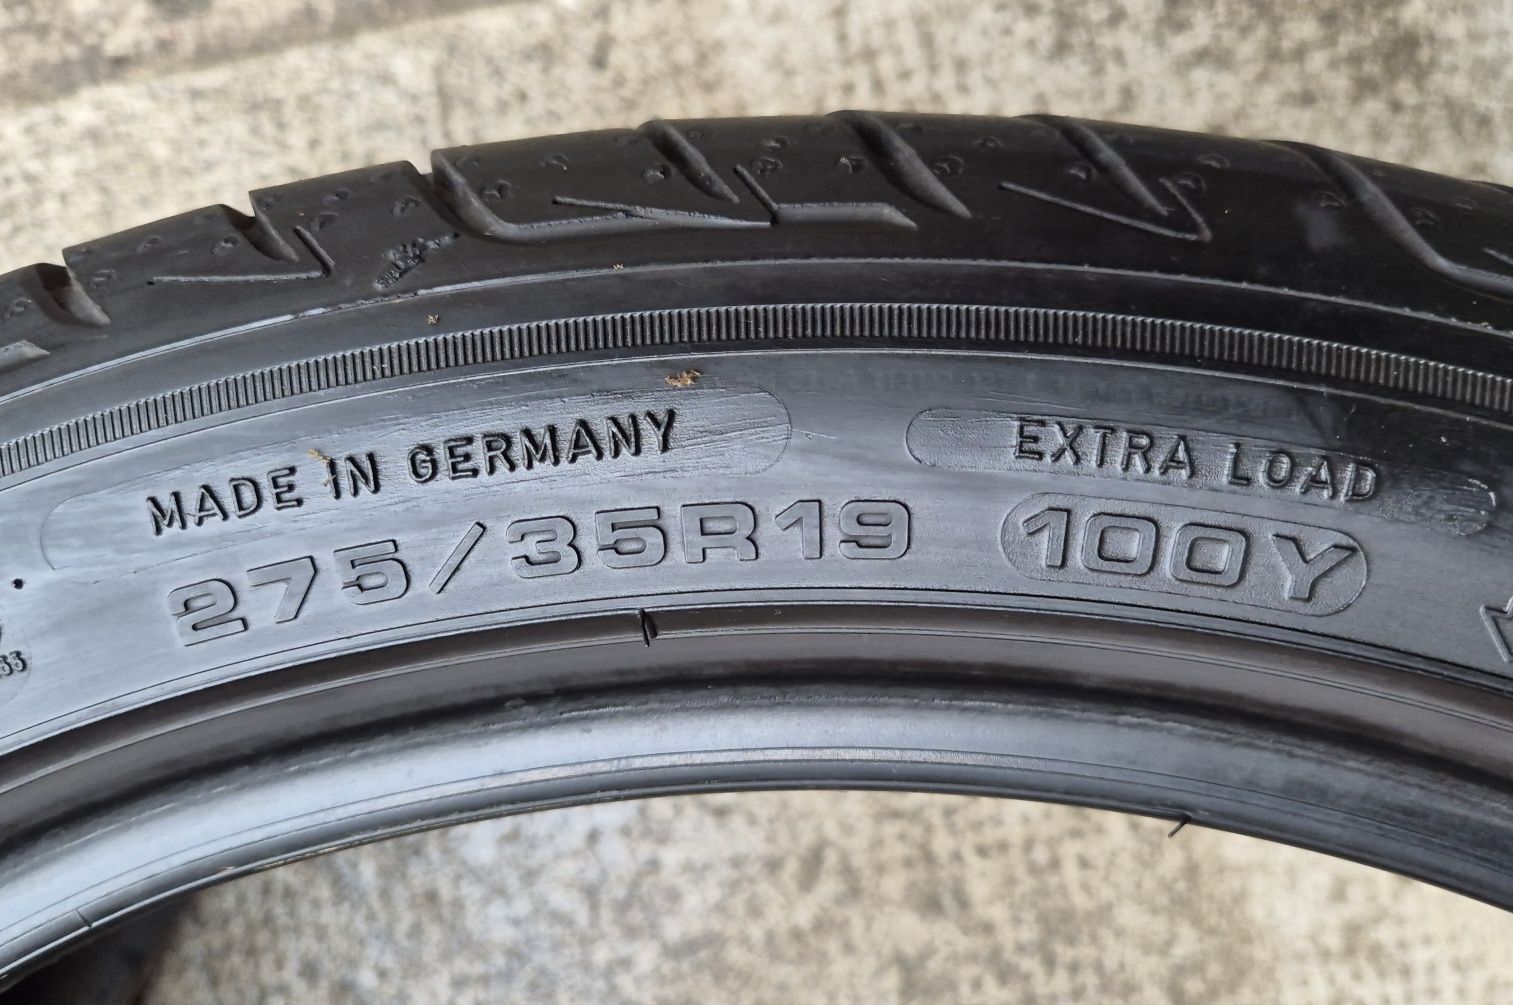 MADE IN GERMANY
EXTRA LOAD
275/35R19 100Y